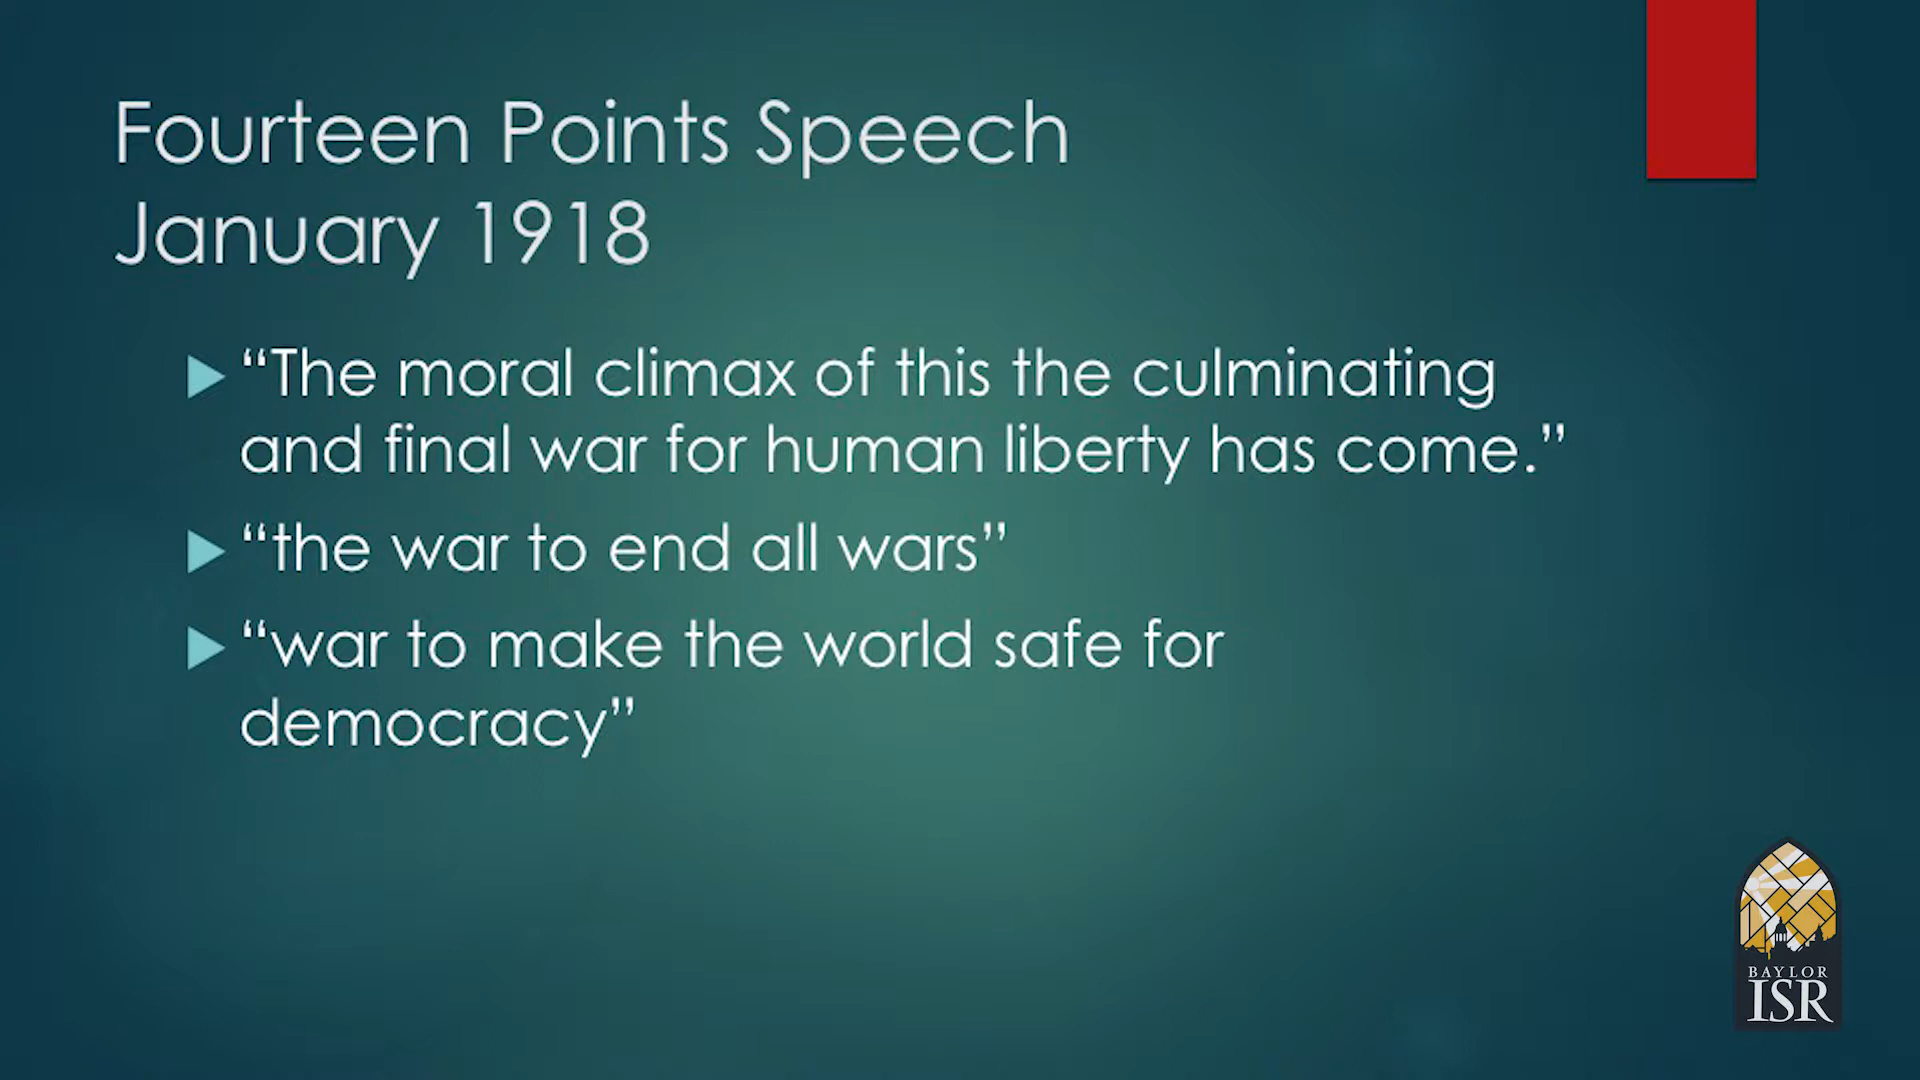 Fourteen Points Speech
January 1918
“The moral climax of this the culminating
and final war for human liberty has come.”
“the war to end all wars”
“war to make the world safe for
democracy”
BAYLOR
ISR